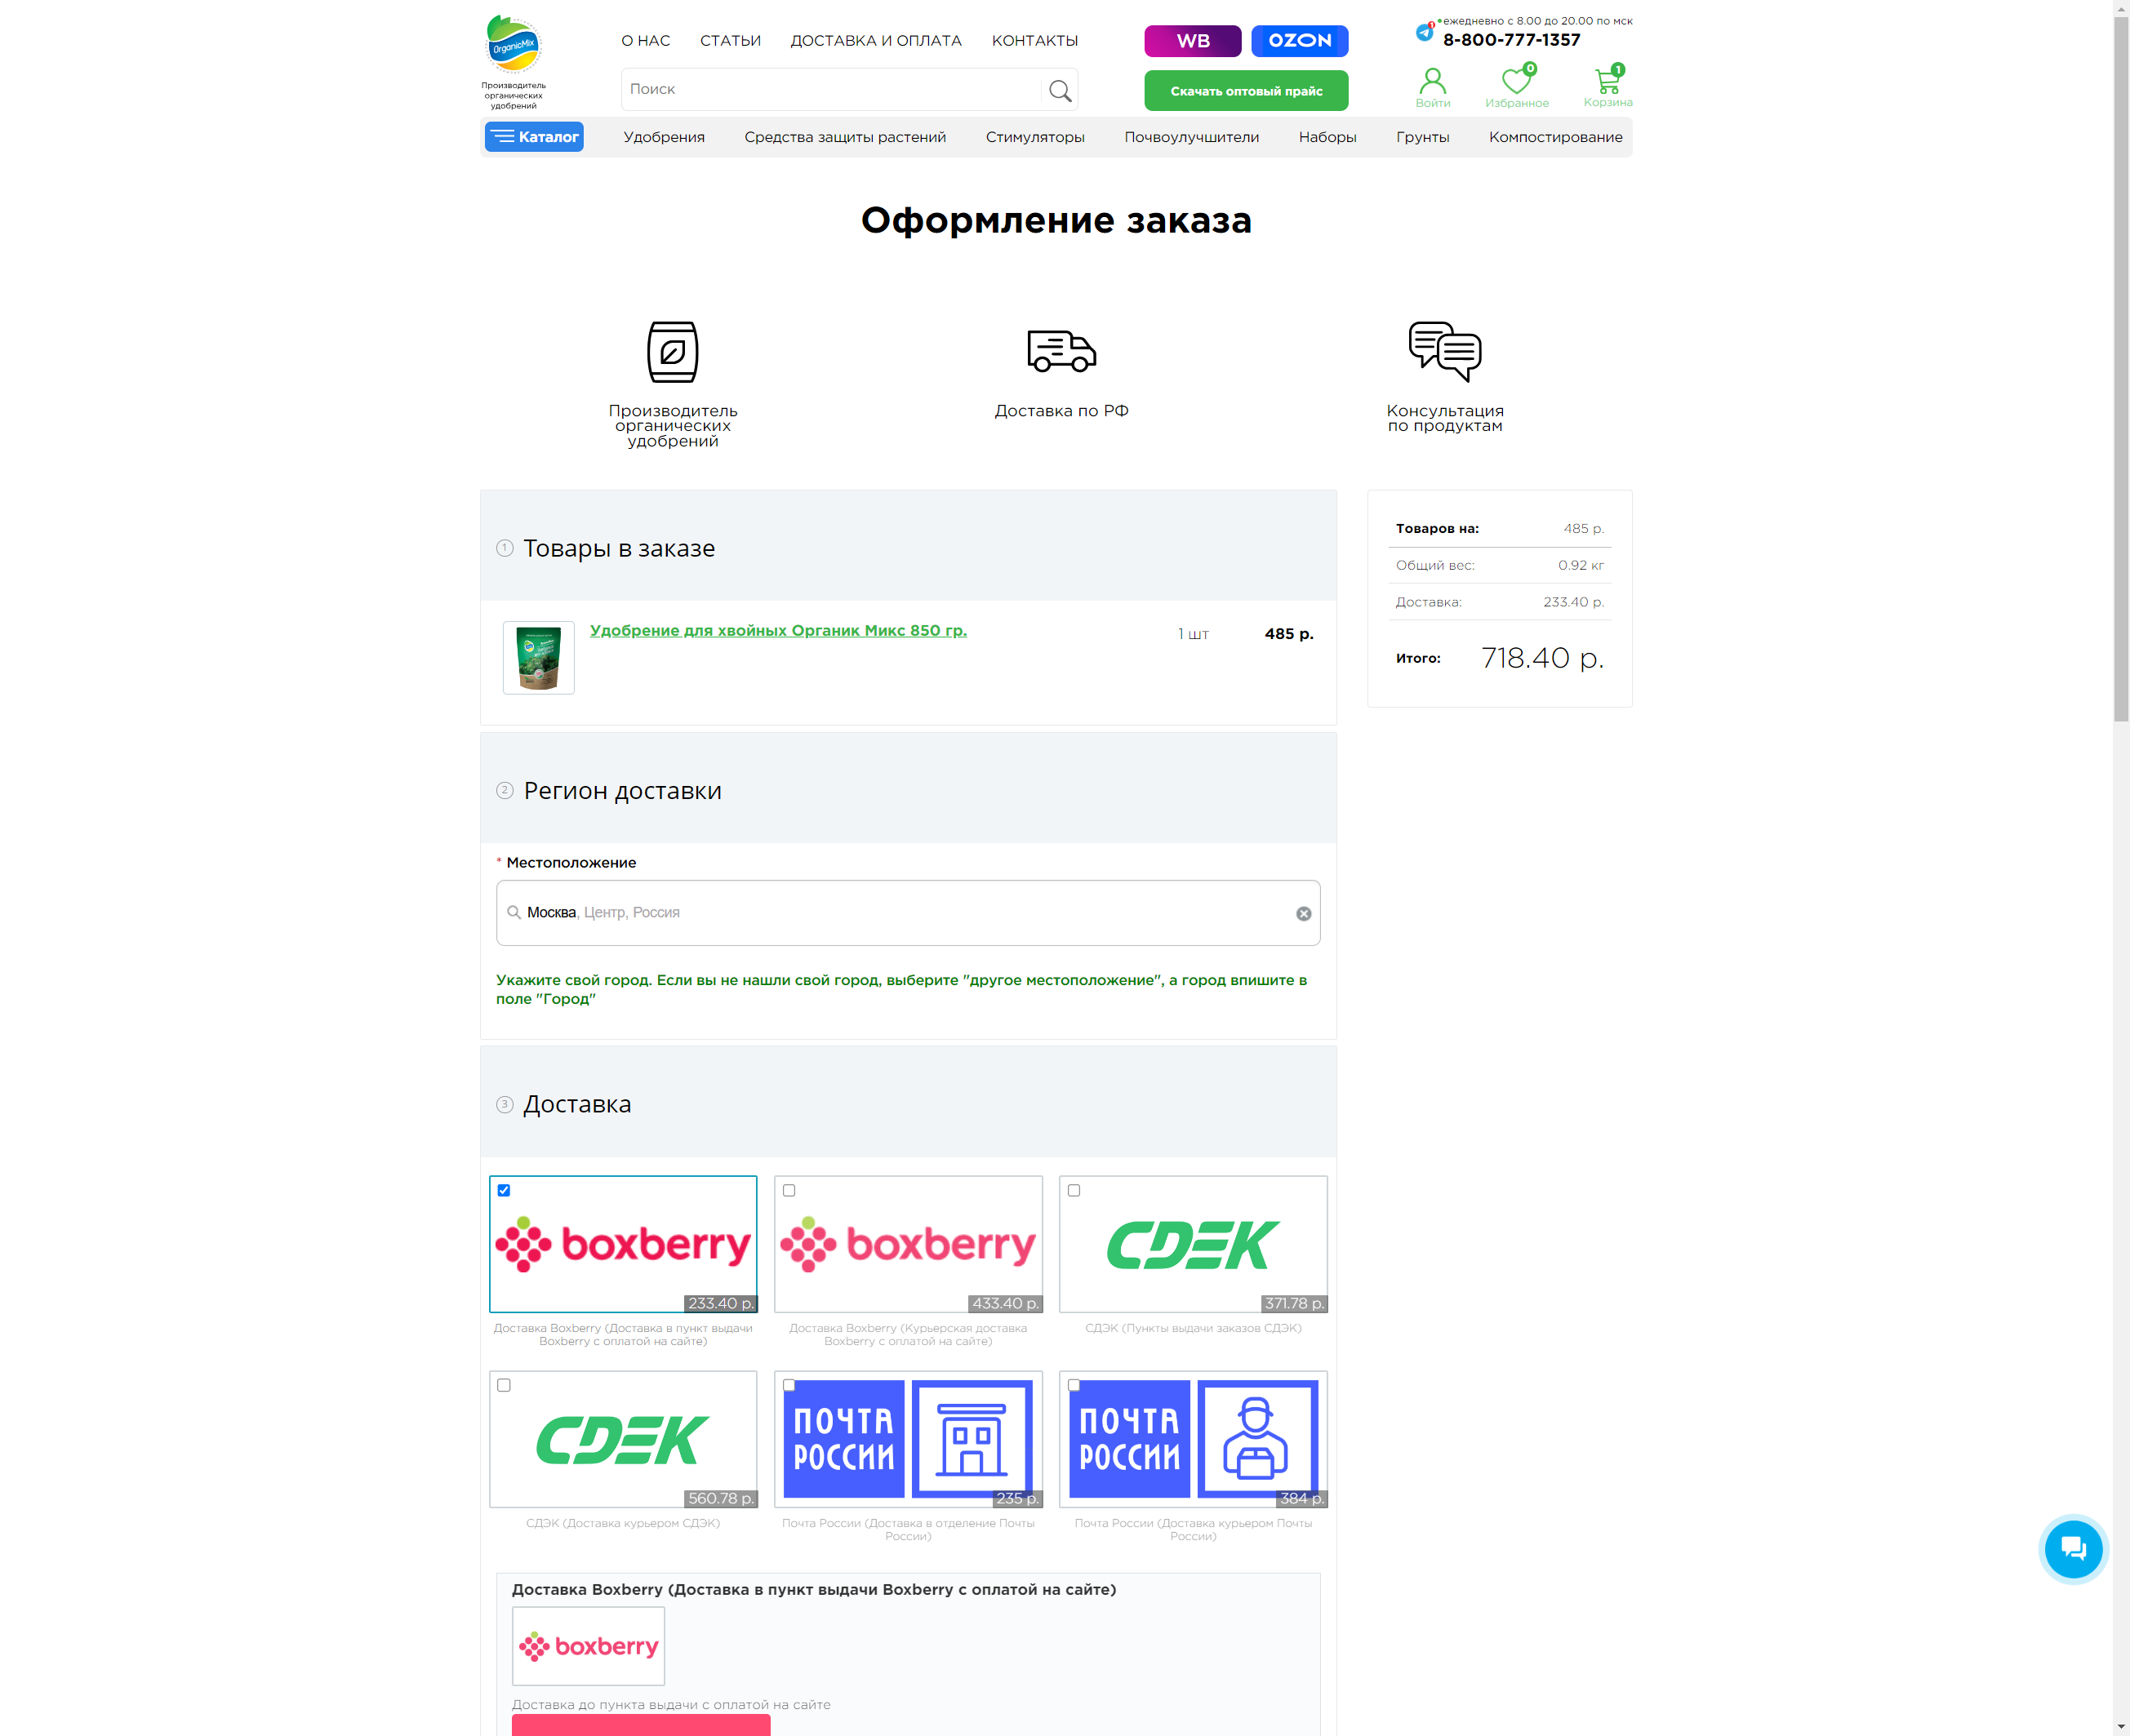 OrganicMix
Производитель
органических
удобрений
О НАС СТАТЬИ ДОСТАВКА И ОПЛАТА КОНТАКТЫ
WB OZON
1
ежедневно с 8.00 до 20.00 по мск
8-800-777-1357
Поиск
Скачать оптовый прайс
Войти
0
Избранное
1
Корзина
Каталог Удобрения Средства защиты растений Стимуляторы Почвоулучшители Наборы Грунты Компостирование
Оформление заказа
Производитель
органических
удобрений
Доставка по РФ
Консультация
по продуктам
1 Товары в заказе
Удобрение для хвойных Органик Микс 850 гр. 1 шт 485 р.
Товаров на: 485 р.
Общий вес: 0.92 кг
Доставка: 233.40 р.
Итого: 718.40 р.
2 Регион доставки
* Местоположение
Москва, Центр, Россия
Укажите свой город. Если вы не нашли свой город, выберите "другое местоположение", а город впишите в
поле "Город"
3 Доставка
boxberry
233.40 р.
Доставка Boxberry (Доставка в пункт выдачи
Boxberry с оплатой на сайте)
boxberry
433.40 р.
Доставка Boxberry (Курьерская доставка
Boxberry с оплатой на сайте)
CDEK
371.78 р.
СДЭК (Пункты выдачи заказов СДЭК)
CDEK
560.78 р.
СДЭК (Доставка курьером СДЭК)
ПОЧТА
РОССИИ
235 р.
Почта России (Доставка в отделение Почты
России)
ПОЧТА
РОССИИ
384 р.
Почта России (Доставка курьером Почты
России)
Доставка Boxberry (Доставка в пункт выдачи Boxberry с оплатой на сайте)
boxberry
Доставка до пункта выдачи с оплатой на сайте